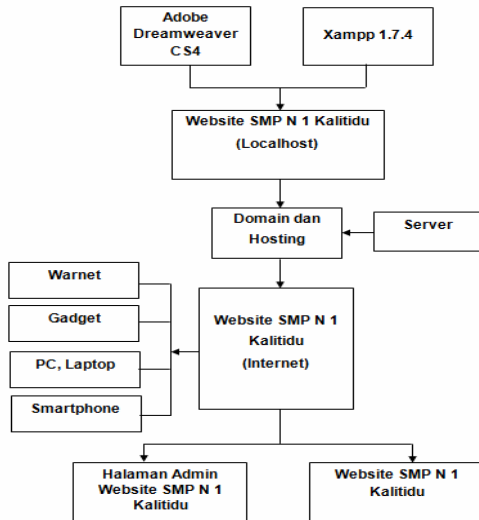 Adobe
Dreamweaver
CS4
Xampp 1.7.4
Website SMP N 1 Kalitidu
(Localhost)
Domain dan
Hosting
Server
Warnet
Gadget
PC, Laptop
Smartphone
Website SMP N 1
Kalitidu
(Internet)
Halaman Admin
Website SMP N 1
Kalitidu
Website SMP N 1
Kalitidu